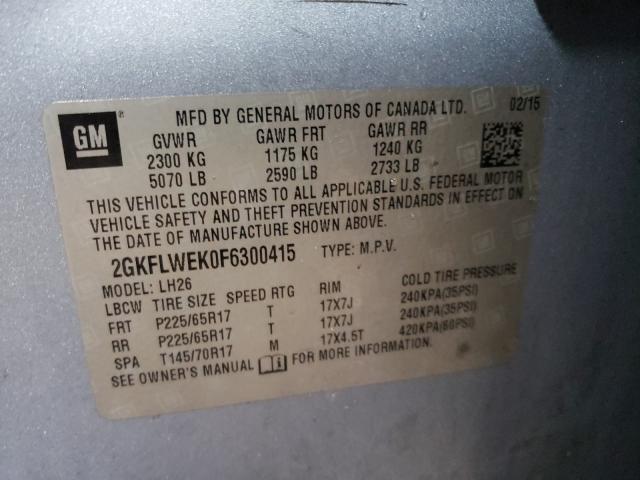 MFD BY GENERAL MOTORS OF CANADA LTD. 02/15
GM
GVWR GAWR FRT GAWR RR
2300 KG 1175 KG 1240 KG
5070 LB 2590 LB 2733 LB
THIS VEHICLE CONFORMS TO ALL APPLICABLE U.S. FEDERAL MOTOR
VEHICLE SAFETY AND THEFT PREVENTION STANDARDS IN EFFECT ON
THE DATE OF MANUFACTURE SHOWN ABOVE.
2GKFLWEK0F6300415 TYPE: M.P.V.
MODEL: LH26
LBCW TIRE SIZE SPEED RTG RIM COLD TIRE PRESSURE
FRT P225/65R17 T 17X7J 240KPA(35PSI)
RR P225/65R17 T 17X7J 240KPA(35PSI)
SPA T145/70R17 M 17X4.5T 420KPA(60PSI)
SEE OWNER'S MANUAL FOR MORE INFORMATION.